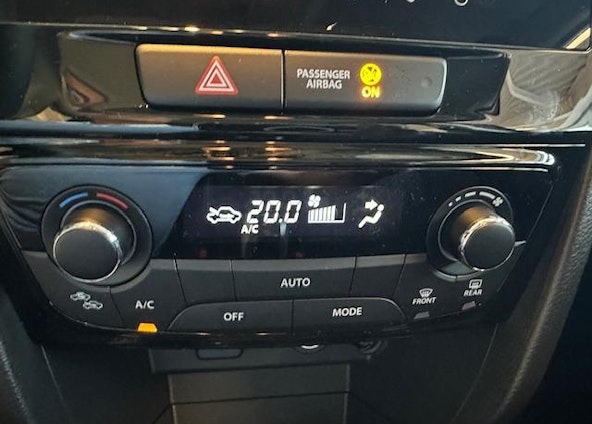 PASSENGER
AIRBAG
ON
20.0
A/C
AUTO
A/C
OFF
MODE
FRONT
REAR